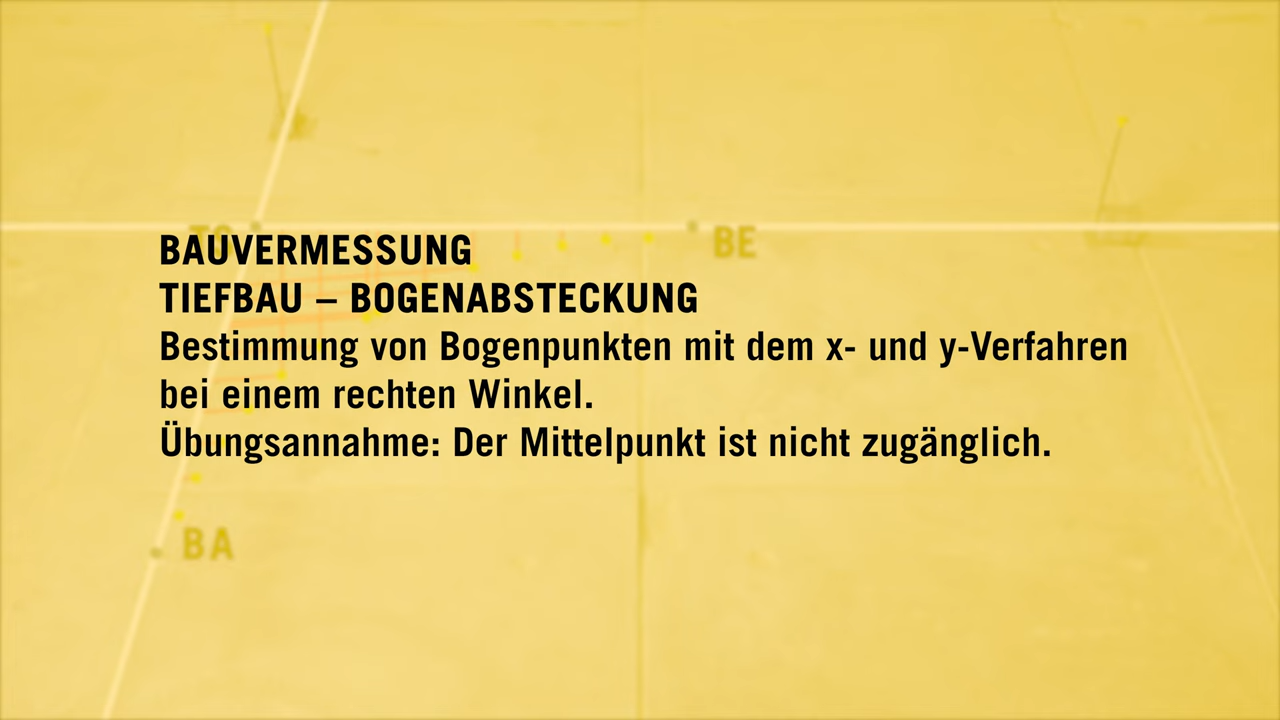 BAUVERMESSUNG
TIEFBAU – BOGENABSTECKUNG
Bestimmung von Bogenpunkten mit dem x- und y-Verfahren
bei einem rechten Winkel.
Übungsannahme: Der Mittelpunkt ist nicht zugänglich.
BE
BA